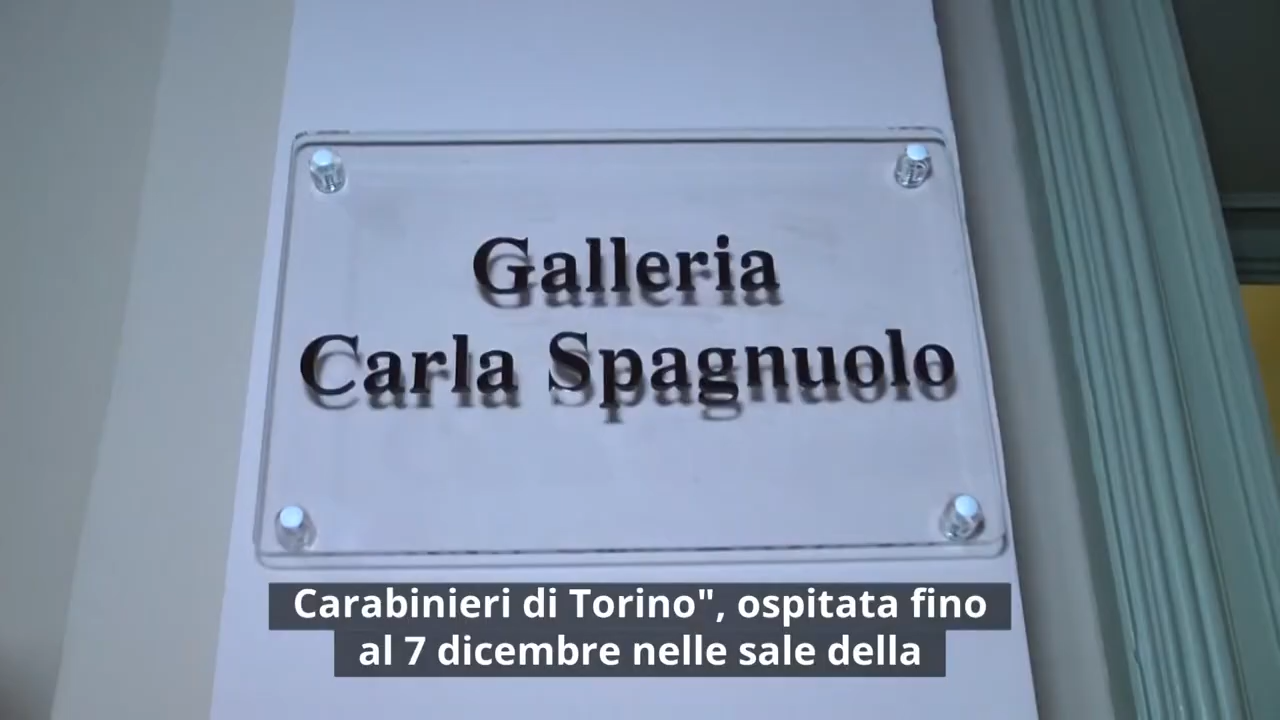 Galleria
Carla Spagnuolo
Carabinieri di Torino", ospitata fino
al 7 dicembre nelle sale della